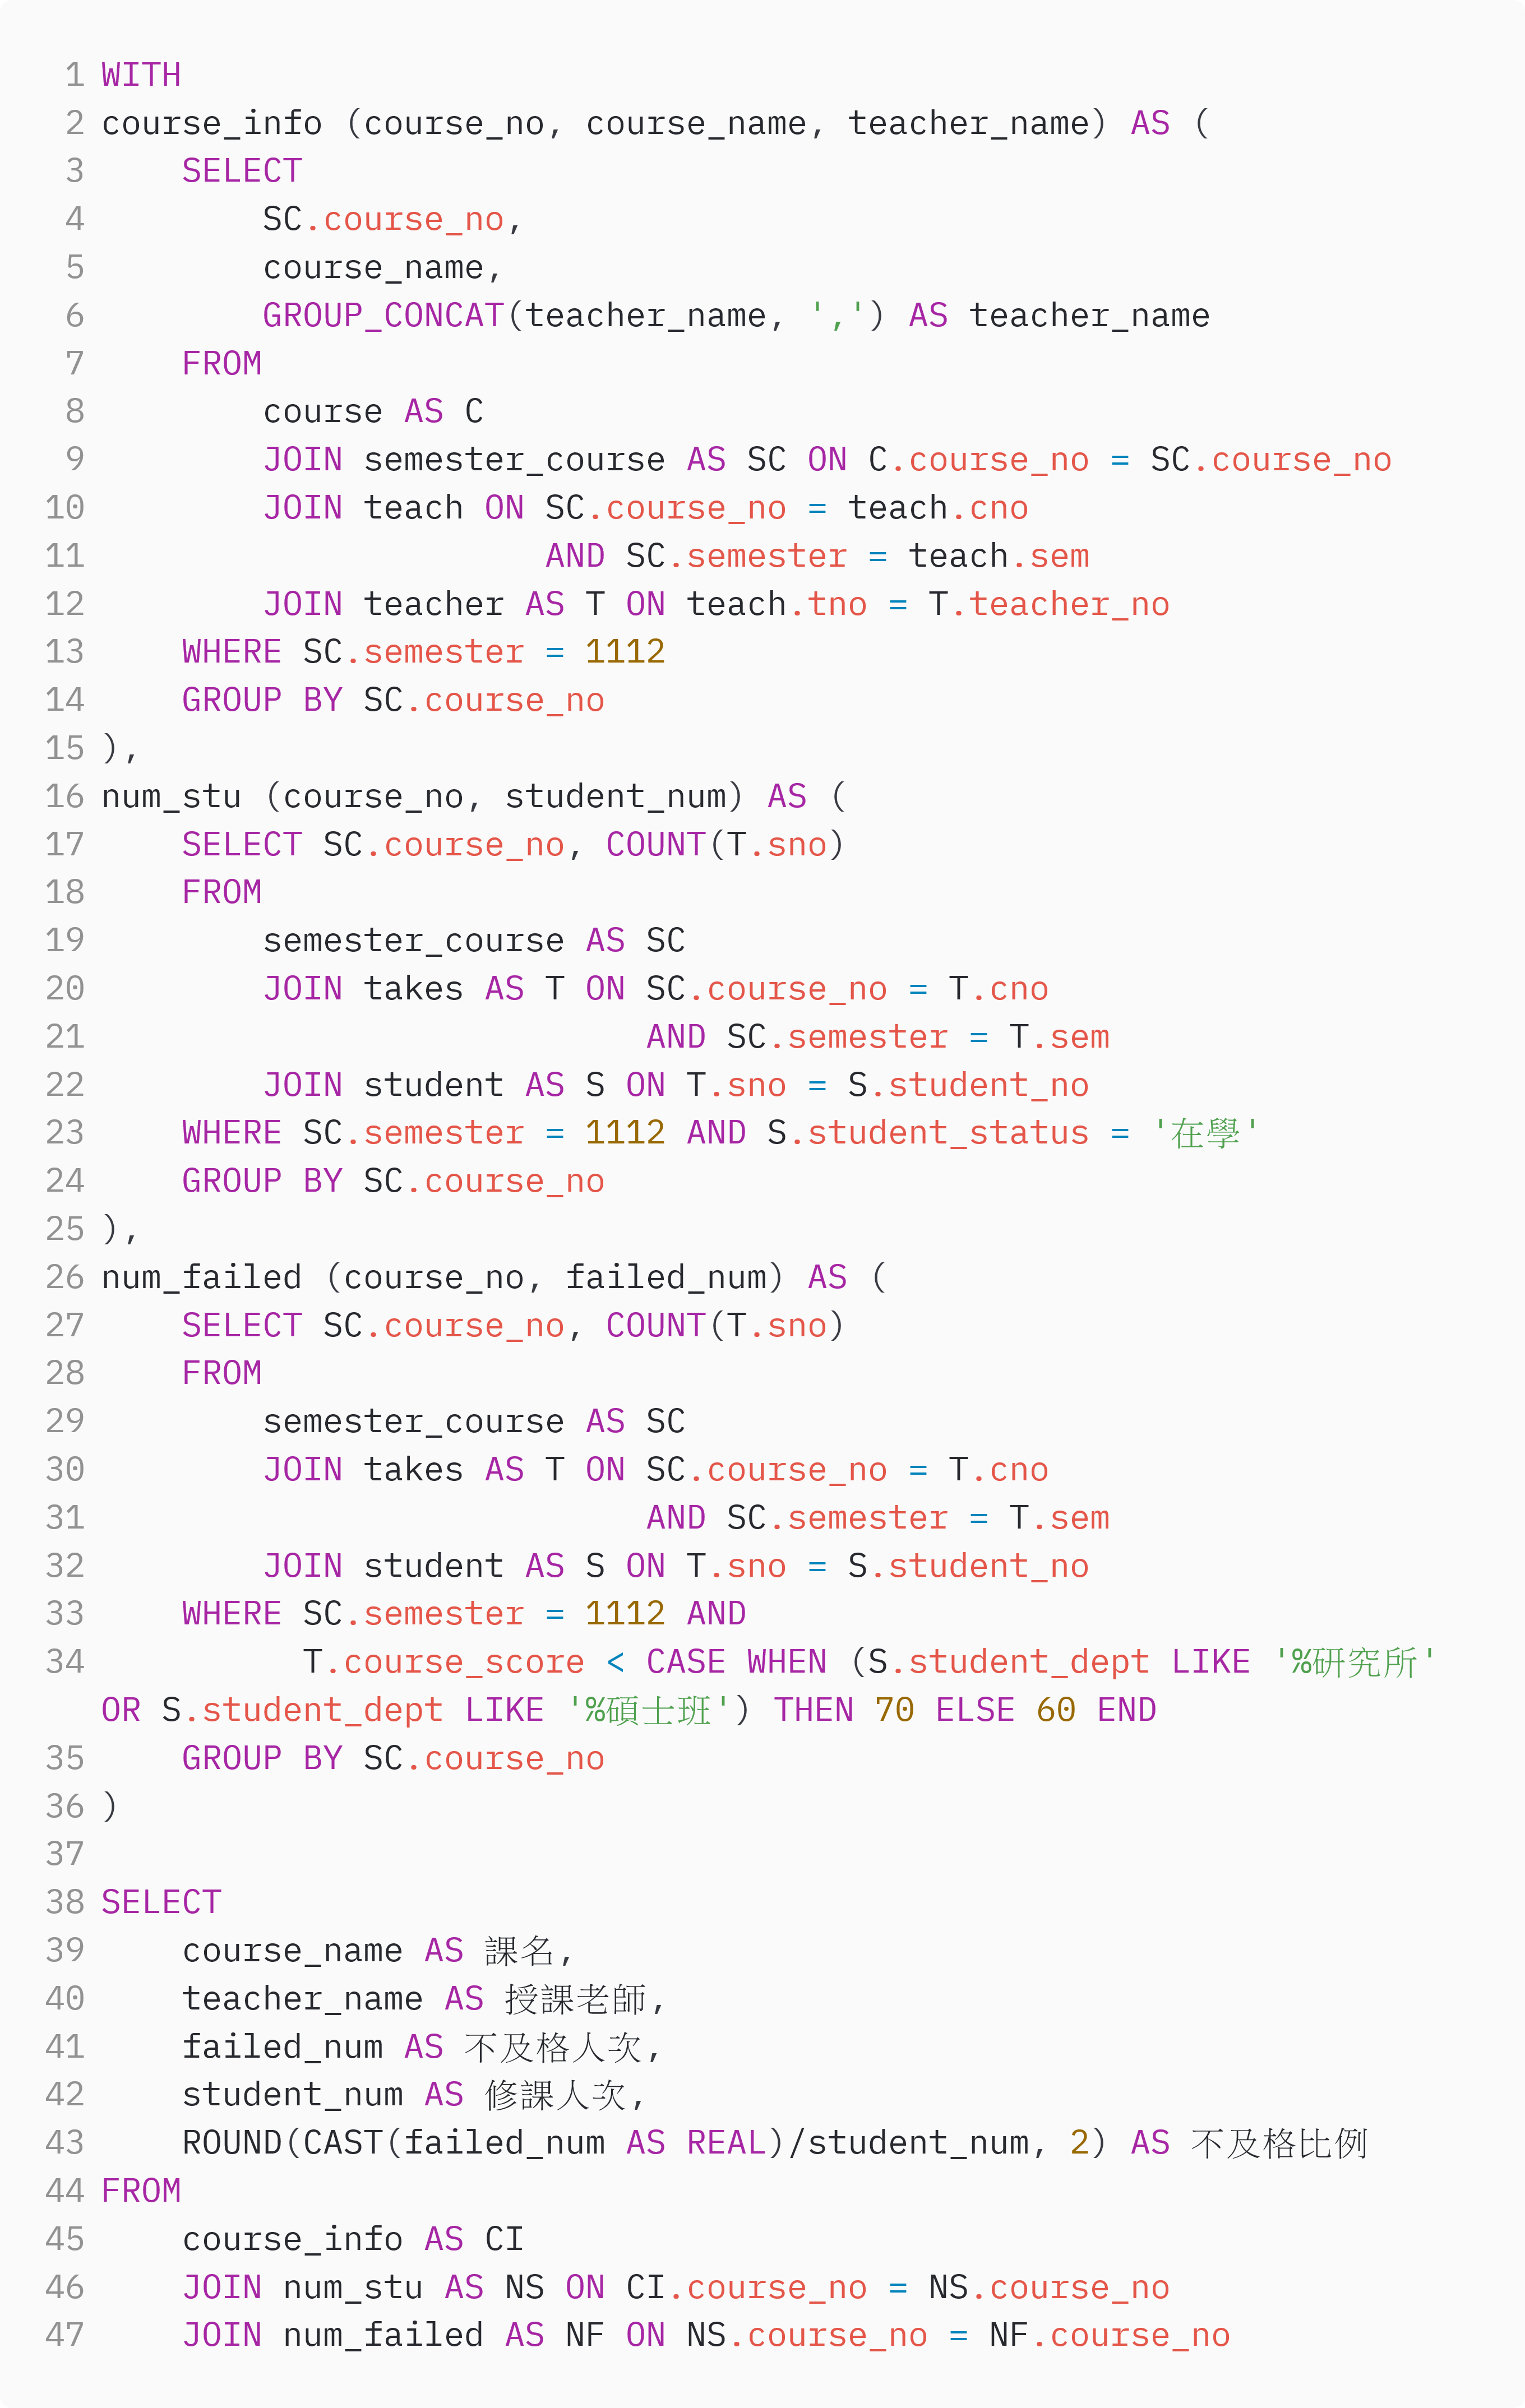 1 WITH
2 course_info (course_no, course_name, teacher_name) AS (
3     SELECT
4         SC.course_no,
5         course_name,
6         GROUP_CONCAT(teacher_name, ',') AS teacher_name
7     FROM
8         course AS C
9         JOIN semester_course AS SC ON C.course_no = SC.course_no
10         JOIN teach ON SC.course_no = teach.cno
11                       AND SC.semester = teach.sem
12         JOIN teacher AS T ON teach.tno = T.teacher_no
13     WHERE SC.semester = 1112
14     GROUP BY SC.course_no
15 ),
16 num_stu (course_no, student_num) AS (
17     SELECT SC.course_no, COUNT(T.sno)
18     FROM
19         semester_course AS SC
20         JOIN takes AS T ON SC.course_no = T.cno
21                            AND SC.semester = T.sem
22         JOIN student AS S ON T.sno = S.student_no
23     WHERE SC.semester = 1112 AND S.student_status = '在學'
24     GROUP BY SC.course_no
25 ),
26 num_failed (course_no, failed_num) AS (
27     SELECT SC.course_no, COUNT(T.sno)
28     FROM
29         semester_course AS SC
30         JOIN takes AS T ON SC.course_no = T.cno
31                            AND SC.semester = T.sem
32         JOIN student AS S ON T.sno = S.student_no
33     WHERE SC.semester = 1112 AND
34           T.course_score < CASE WHEN (S.student_dept LIKE '%研究所'
OR S.student_dept LIKE '%碩士班') THEN 70 ELSE 60 END
35     GROUP BY SC.course_no
36 )
37
38 SELECT
39     course_name AS 課名,
40     teacher_name AS 授課老師,
41     failed_num AS 不及格人次,
42     student_num AS 修課人次,
43     ROUND(CAST(failed_num AS REAL)/student_num, 2) AS 不及格比例
44 FROM
45     course_info AS CI
46     JOIN num_stu AS NS ON CI.course_no = NS.course_no
47     JOIN num_failed AS NF ON NS.course_no = NF.course_no